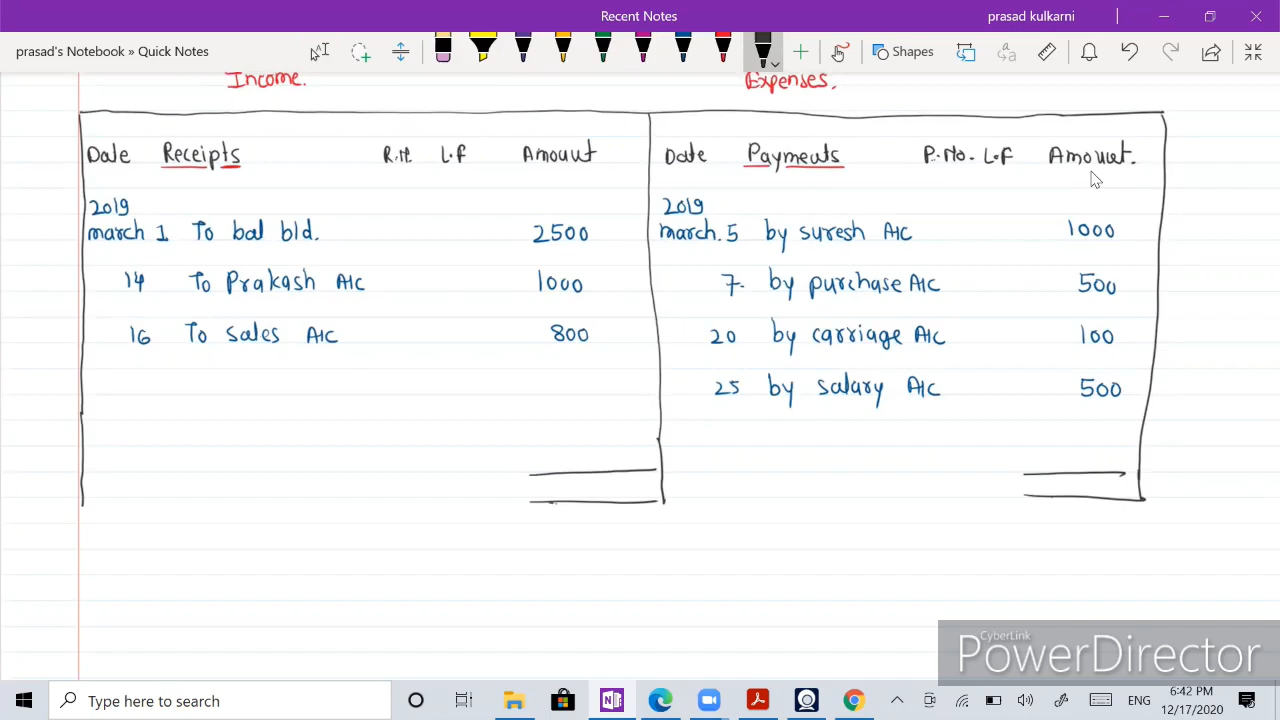 Recent Notes
prasad kulkarni
prasad's Notebook » Quick Notes
Shapes
Income.
Expenses.
Date Receipts R.N. L.F Amount
Date Payments P.No. L.F Amount.
2019
march 1 To bal b/d. 2500
14 To Prakash A/C 1000
16 To sales A/C 800
2019
march.5 by suresh A/C 1000
7. by purchase A/C 500
20 by carriage A/C 100
25 by salary A/C 500
CyberLink
PowerDirector
Type here to search
6:42 PM
12/17/2020